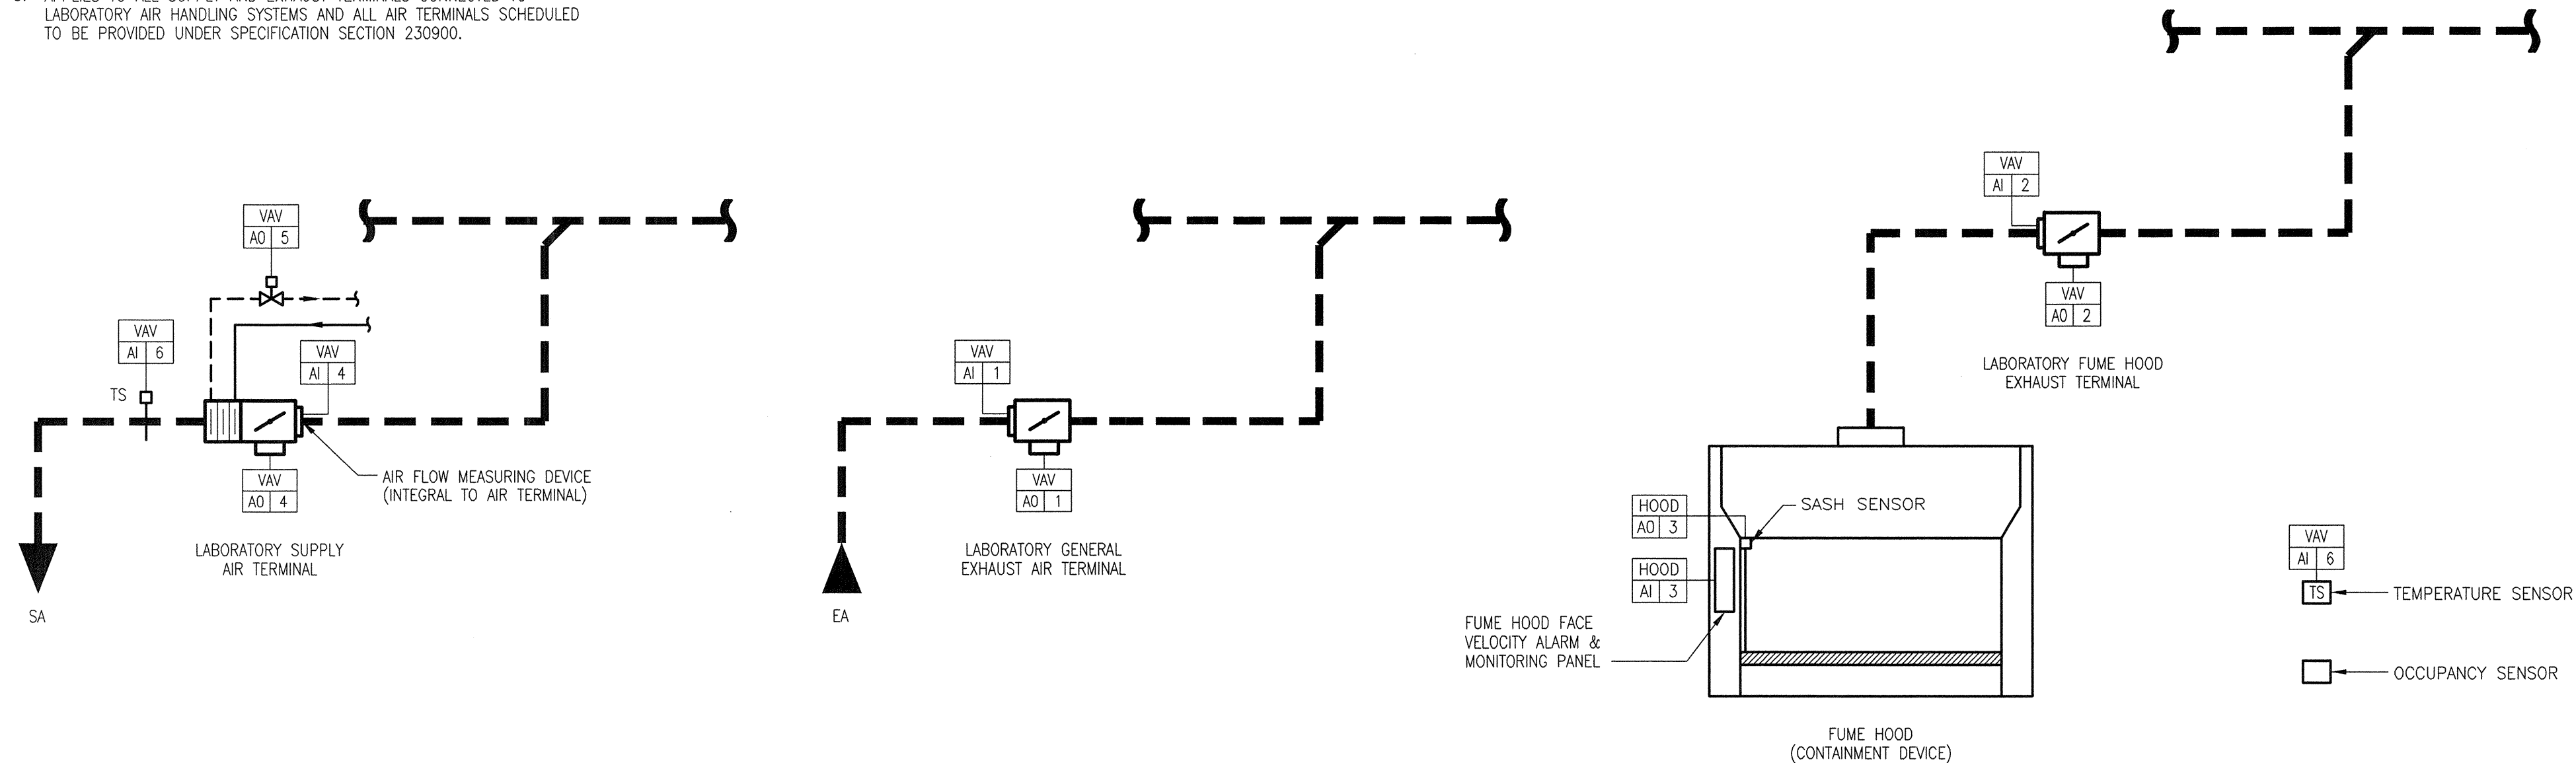 LABORATORY AIR HANDLING SYSTEMS AND ALL AIR TERMINALS SCHEDULED
TO BE PROVIDED UNDER SPECIFICATION SECTION 230900.
VAV
AO 5
VAV
AI 6
VAV
AI 4
TS
VAV
AO 4
AIR FLOW MEASURING DEVICE
(INTEGRAL TO AIR TERMINAL)
LABORATORY SUPPLY
AIR TERMINAL
SA
VAV
AI 1
VAV
AO 1
LABORATORY GENERAL
EXHAUST AIR TERMINAL
EA
VAV
AI 2
VAV
AO 2
LABORATORY FUME HOOD
EXHAUST TERMINAL
HOOD
AO 3
SASH SENSOR
HOOD
AI 3
FUME HOOD FACE
VELOCITY ALARM &
MONITORING PANEL
FUME HOOD
(CONTAINMENT DEVICE)
VAV
AI 6
TS
TEMPERATURE SENSOR
OCCUPANCY SENSOR